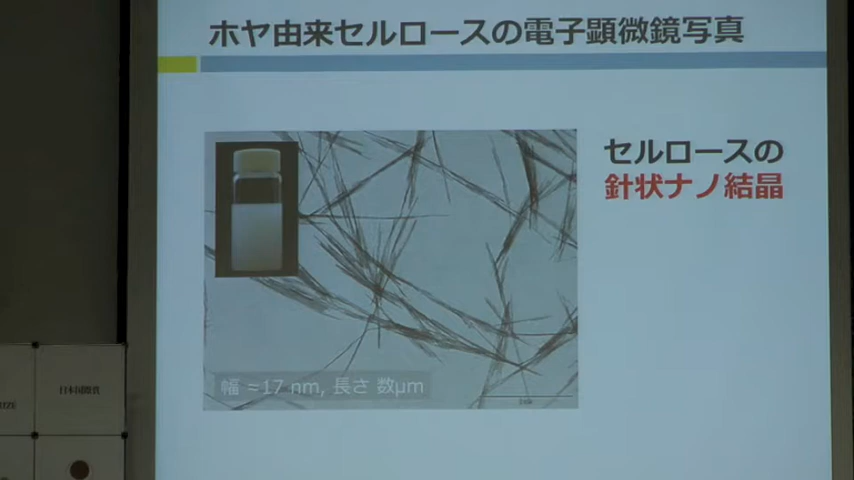 ホヤ由来セルロースの電子顕微鏡写真
セルロースの
針状ナノ結晶
幅 ≈17 nm, 長さ 数μm
日本国際賞